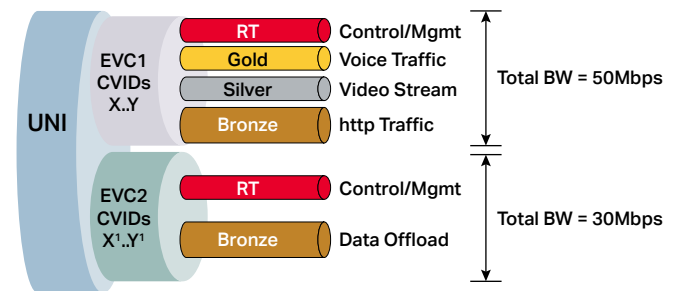 UNI
EVC1
CVIDs
X..Y
RT Control/Mgmt
Gold Voice Traffic
Silver Video Stream
Bronze http Traffic
Total BW = 50Mbps
EVC2
CVIDs
X¹..Y¹
RT Control/Mgmt
Bronze Data Offload
Total BW = 30Mbps